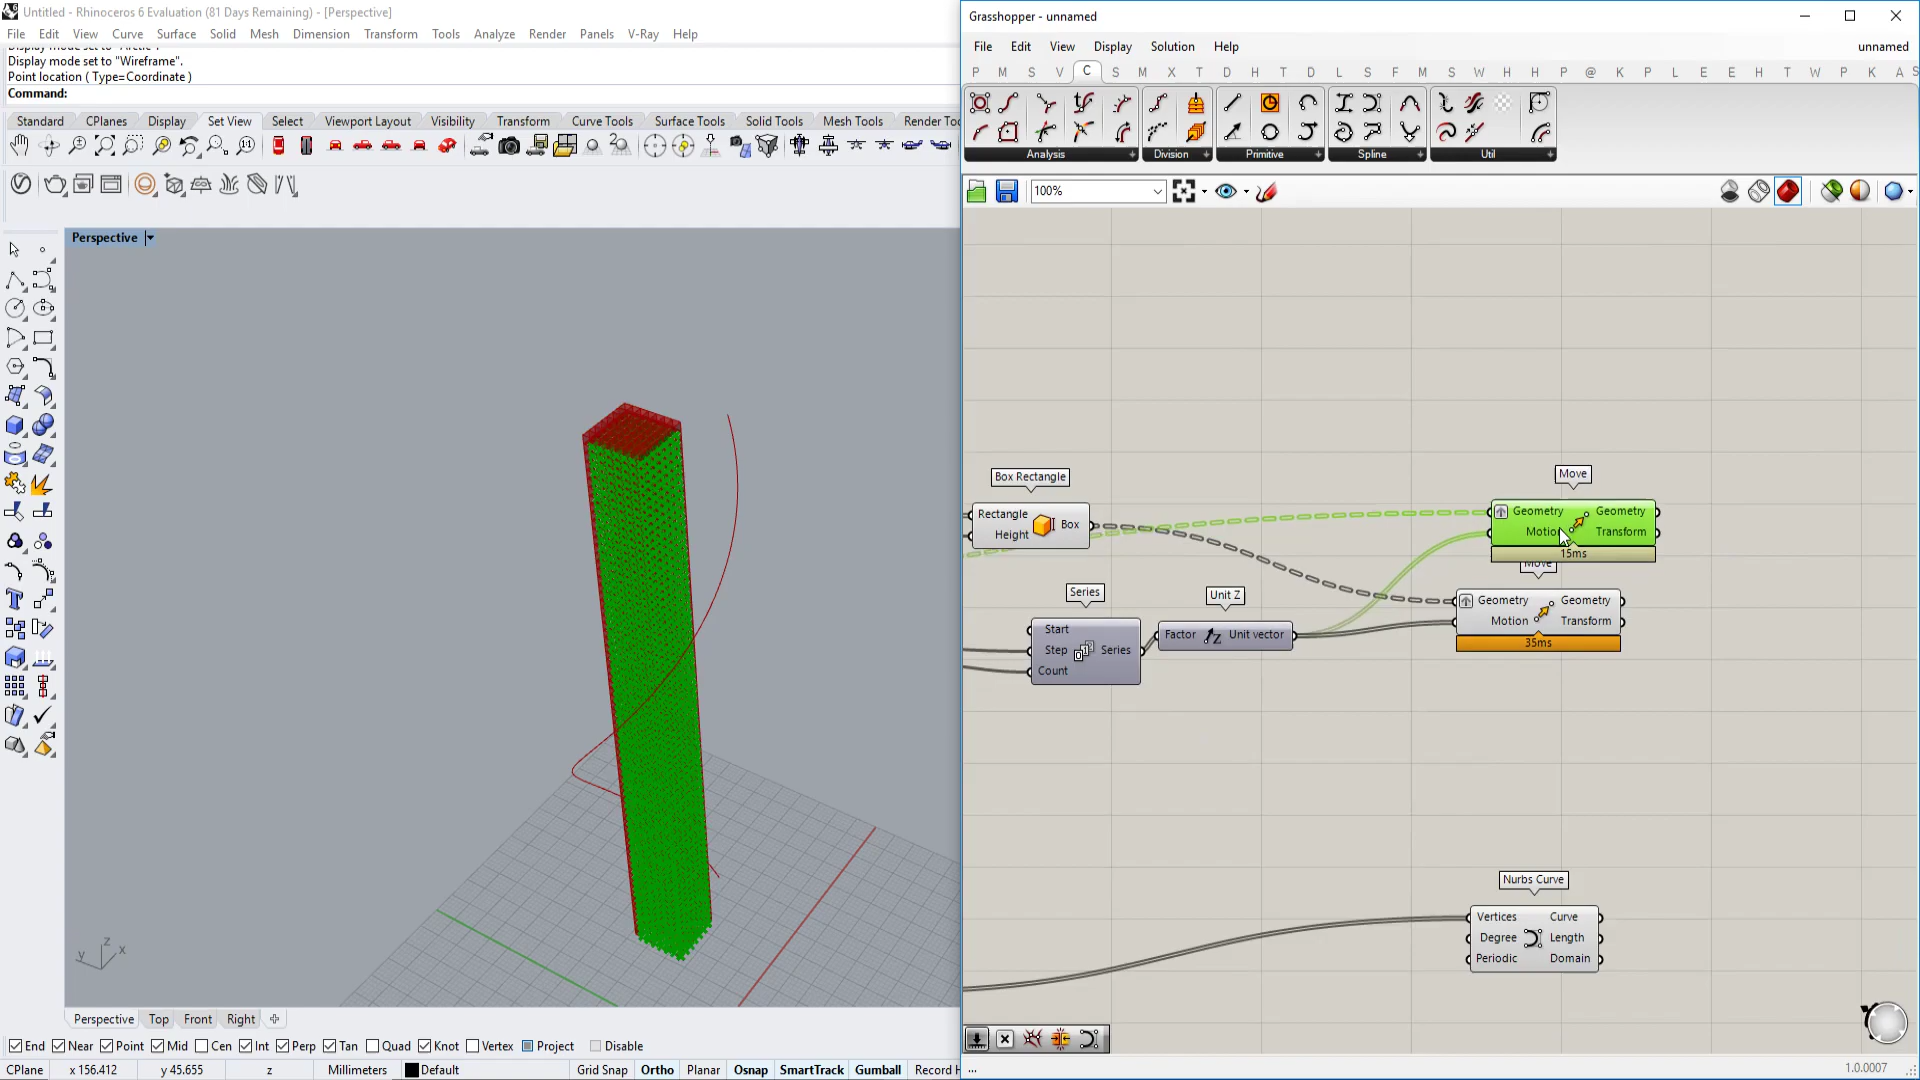 Untitled - Rhinoceros 6 Evaluation (81 Days Remaining) - [Perspective]
File Edit View Curve Surface Solid Mesh Dimension Transform Tools Analyze Render Panels V-Ray Help
Display mode set to "Wireframe".
Point location ( Type=Coordinate )
Command:
Standard CPlanes Display Set View Select Viewport Layout Visibility Transform Curve Tools Surface Tools Solid Tools Mesh Tools Render Too
Perspective
z
y x
Perspective Top Front Right
End Near Point Mid Cen Int Perp Tan Quad Knot Vertex Project Disable
CPlane x 156.412 y 45.655 z Millimeters Default Grid Snap Ortho Planar Osnap SmartTrack Gumball Record H
Grasshopper - unnamed
File Edit View Display Solution Help unnamed
P M S V C S M X T D H T D L S F M S W H H P @ K P L E E H T W P K A S
Analysis Division Primitive Spline Util
100%
Box Rectangle
Rectangle Box
Height
Move
Geometry Geometry
Motion Transform
15ms
Move
Geometry Geometry
Motion Transform
35ms
Series
Start
Step Series
Count
Unit Z
Factor Unit vector
Nurbs Curve
Vertices Curve
Degree Length
Periodic Domain
... 1.0.0007